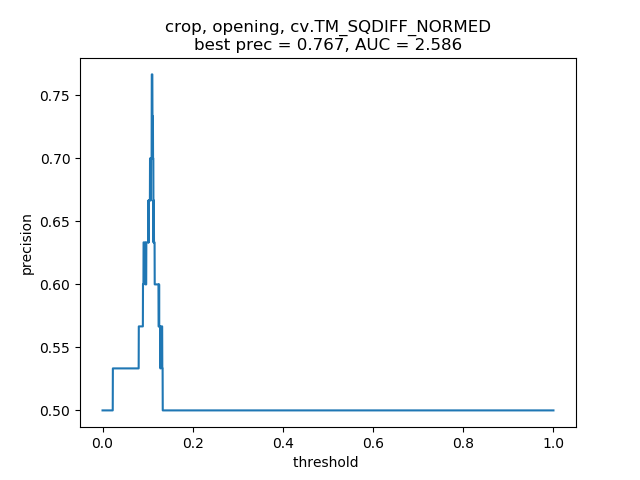 crop, opening, cv.TM_SQDIFF_NORMED
best prec = 0.767, AUC = 2.586
precision
0.75
0.70
0.65
0.60
0.55
0.50
0.0 0.2 0.4 0.6 0.8 1.0
threshold